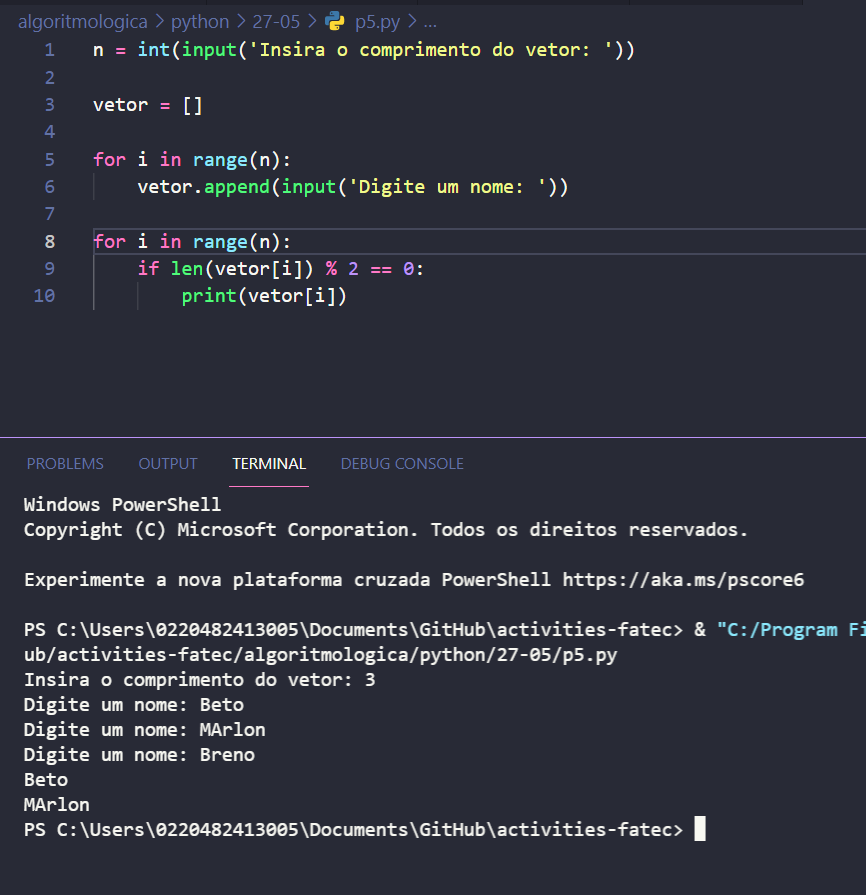 algoritmologica > python > 27-05 > p5.py > ...
1 n = int(input('Insira o comprimento do vetor: '))
2
3 vetor = []
4
5 for i in range(n):
6 vetor.append(input('Digite um nome: '))
7
8 for i in range(n):
9 if len(vetor[i]) % 2 == 0:
10 print(vetor[i])
PROBLEMS OUTPUT TERMINAL DEBUG CONSOLE
Windows PowerShell
Copyright (C) Microsoft Corporation. Todos os direitos reservados.
Experimente a nova plataforma cruzada PowerShell https://aka.ms/pscore6
PS C:\Users\0220482413005\Documents\GitHub\activities-fatec> & "C:/Program Fi
ub/activities-fatec/algoritmologica/python/27-05/p5.py
Insira o comprimento do vetor: 3
Digite um nome: Beto
Digite um nome: MArlon
Digite um nome: Breno
Beto
MArlon
PS C:\Users\0220482413005\Documents\GitHub\activities-fatec>